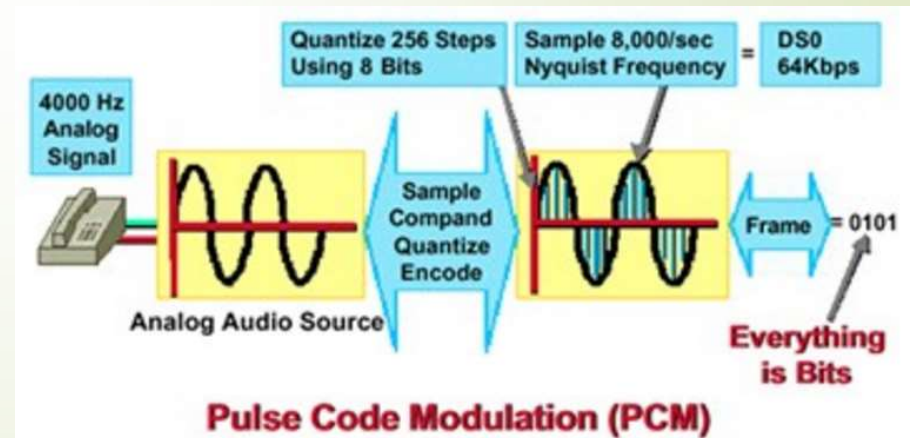 Quantize 256 Steps
Using 8 Bits
Sample 8,000/sec
Nyquist Frequency
=
DS0
64Kbps
4000 Hz
Analog
Signal
Sample
Compand
Quantize
Encode
Frame
= 0101
Analog Audio Source
Everything
is Bits
Pulse Code Modulation (PCM)